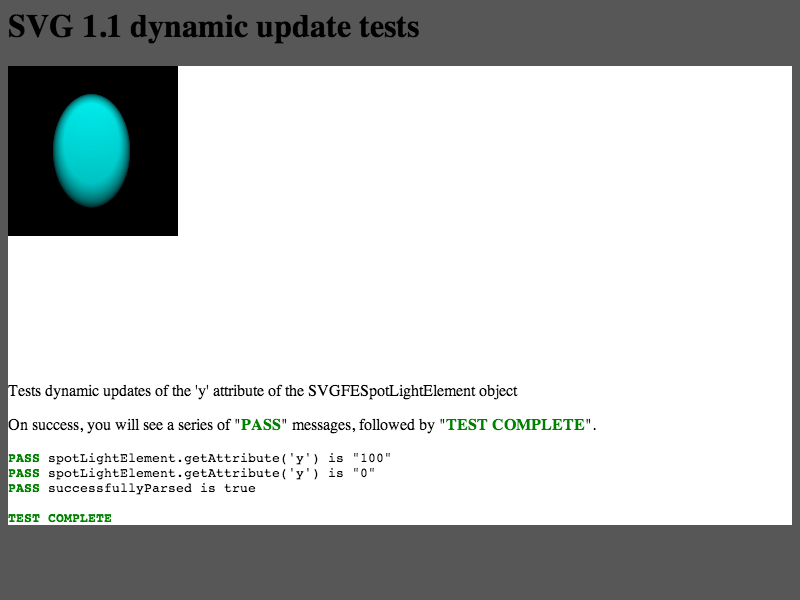 SVG 1.1 dynamic update tests
Tests dynamic updates of the 'y' attribute of the SVGFESpotLightElement object
On success, you will see a series of "PASS" messages, followed by "TEST COMPLETE".
PASS spotLightElement.getAttribute('y') is "100"
PASS spotLightElement.getAttribute('y') is "0"
PASS successfullyParsed is true
TEST COMPLETE